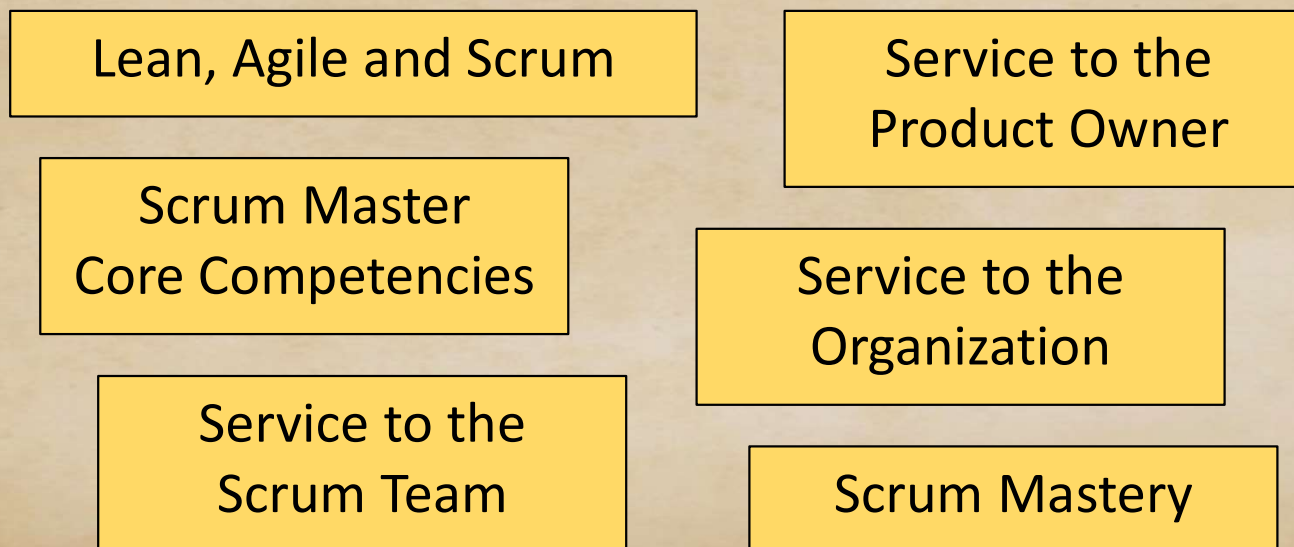 Lean, Agile and Scrum
Scrum Master
Core Competencies
Service to the
Scrum Team
Service to the
Product Owner
Service to the
Organization
Scrum Mastery